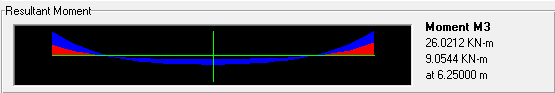 Resultant Moment
Moment M3
26.0212 KN-m
9.0544 KN-m
at 6.25000 m